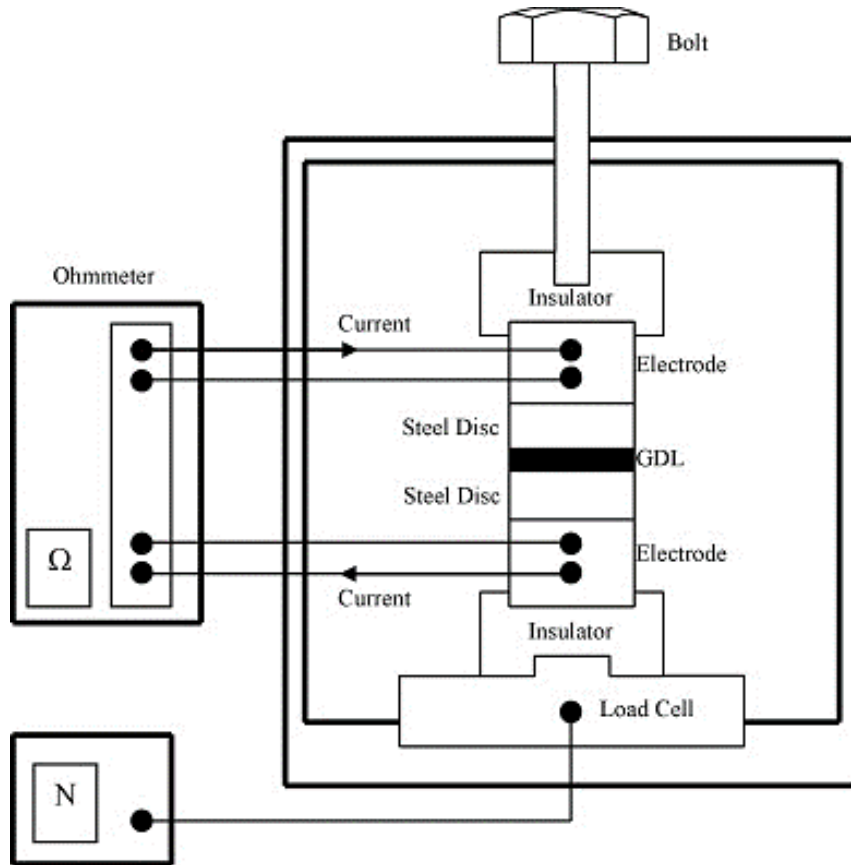 Bolt
Ohmmeter
Insulator
Current
Electrode
Steel Disc
GDL
Steel Disc
Ω
Electrode
Current
Insulator
Load Cell
N